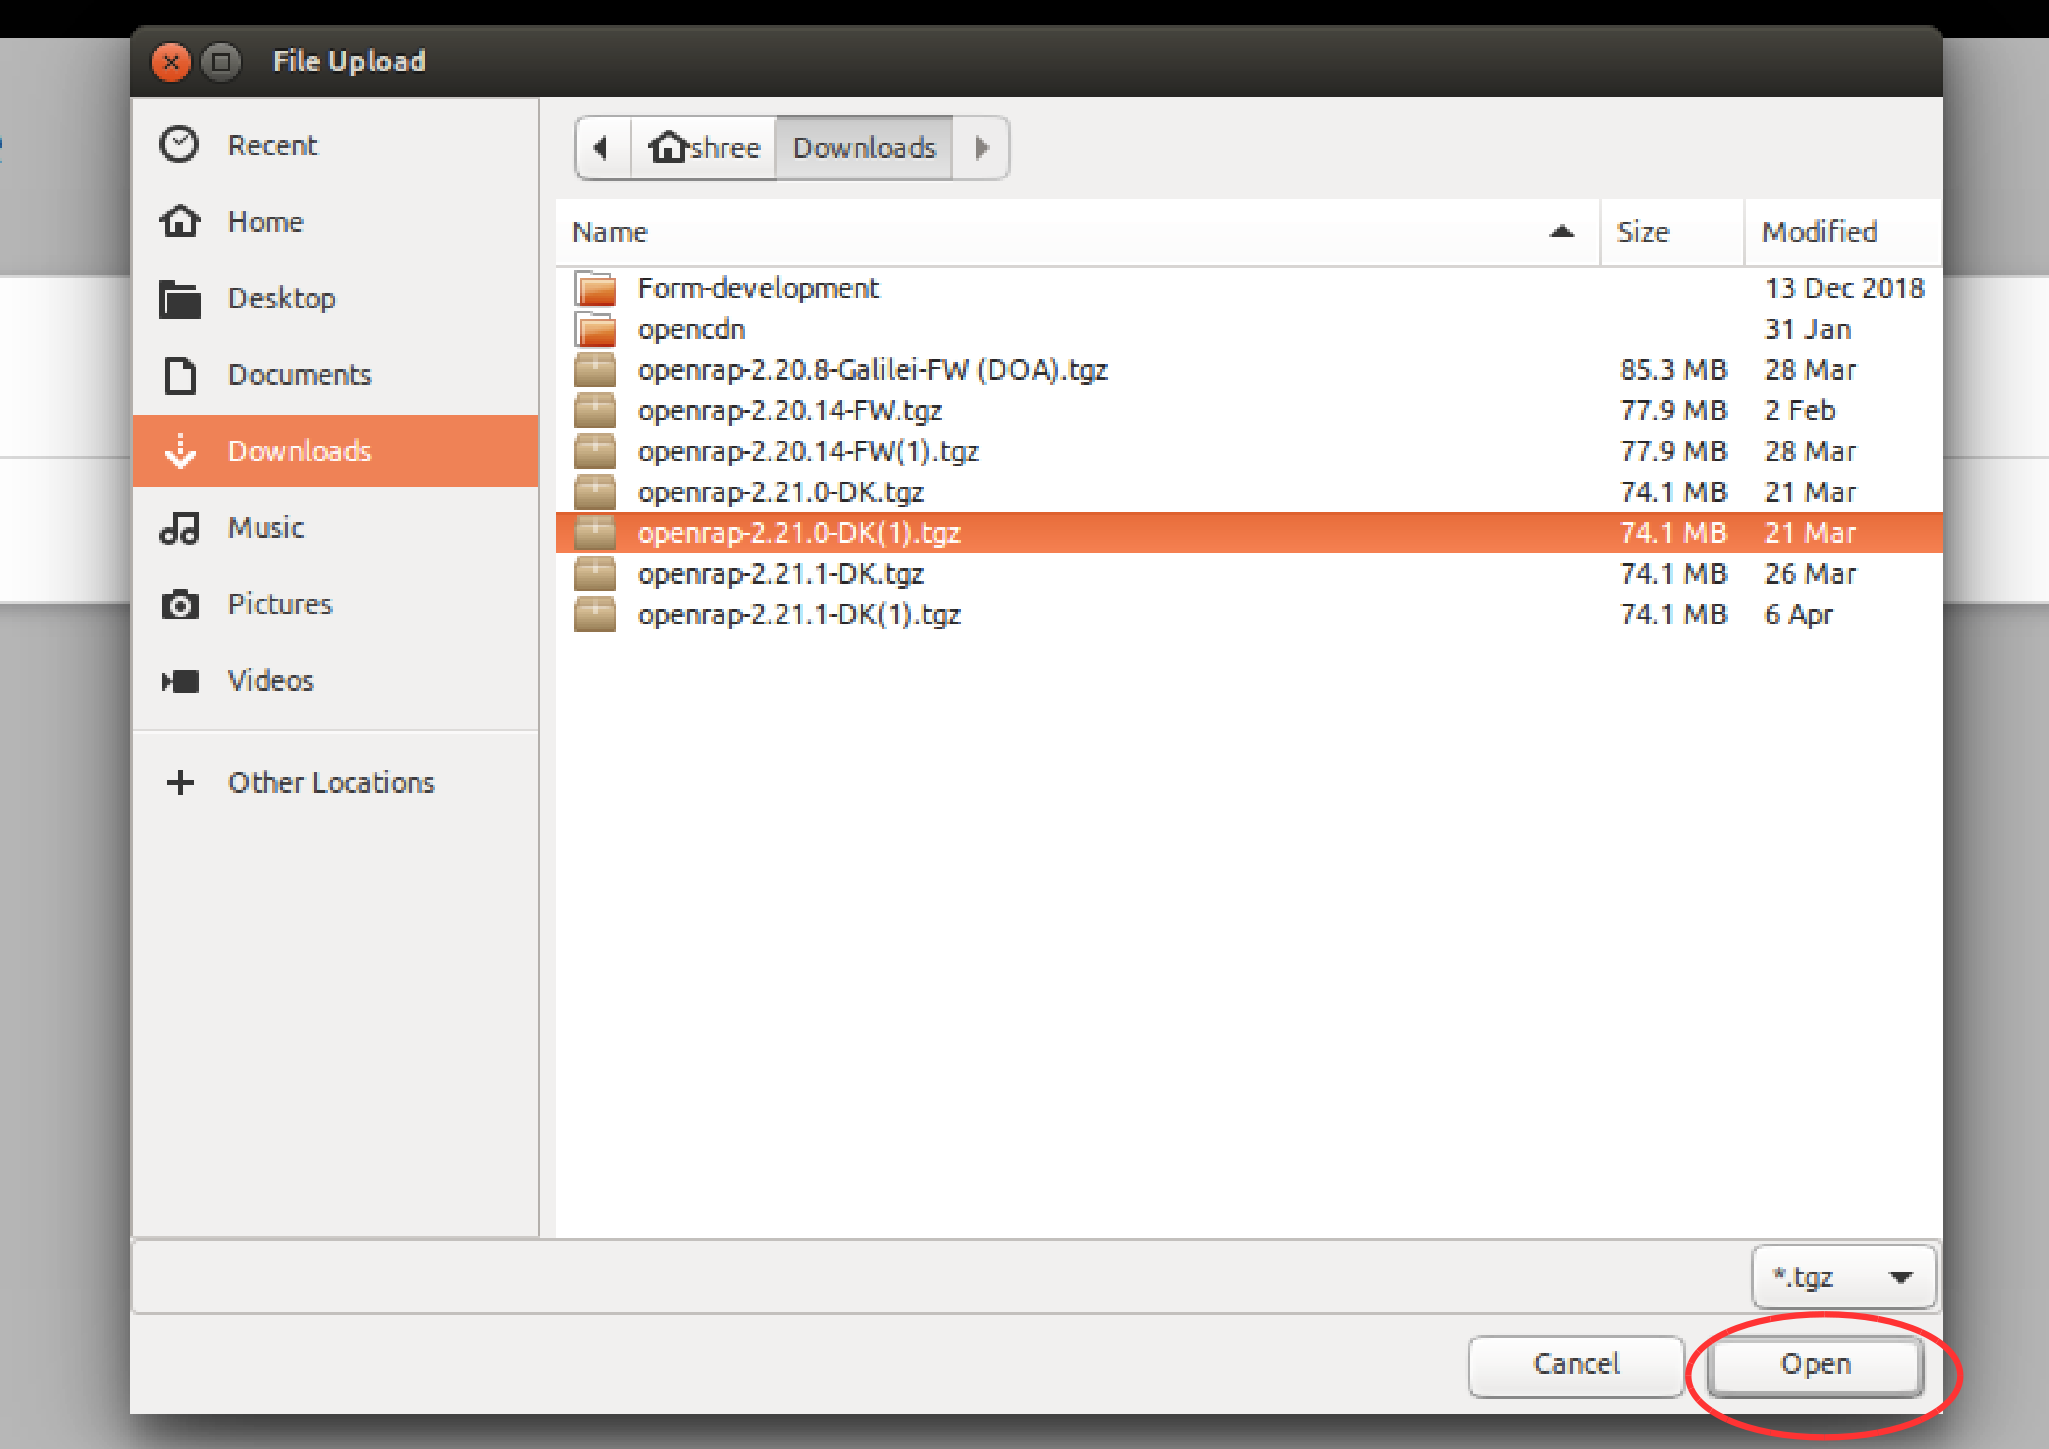 File Upload
Recent
Home
Desktop
Documents
Downloads
Music
Pictures
Videos
Other Locations
shree Downloads
Name Size Modified
Form-development 13 Dec 2018
opencdn 31 Jan
openrap-2.20.8-Galilei-FW (DOA).tgz 85.3 MB 28 Mar
openrap-2.20.14-FW.tgz 77.9 MB 2 Feb
openrap-2.20.14-FW(1).tgz 77.9 MB 28 Mar
openrap-2.21.0-DK.tgz 74.1 MB 21 Mar
openrap-2.21.0-DK(1).tgz 74.1 MB 21 Mar
openrap-2.21.1-DK.tgz 74.1 MB 26 Mar
openrap-2.21.1-DK(1).tgz 74.1 MB 6 Apr
*.tgz
Cancel Open